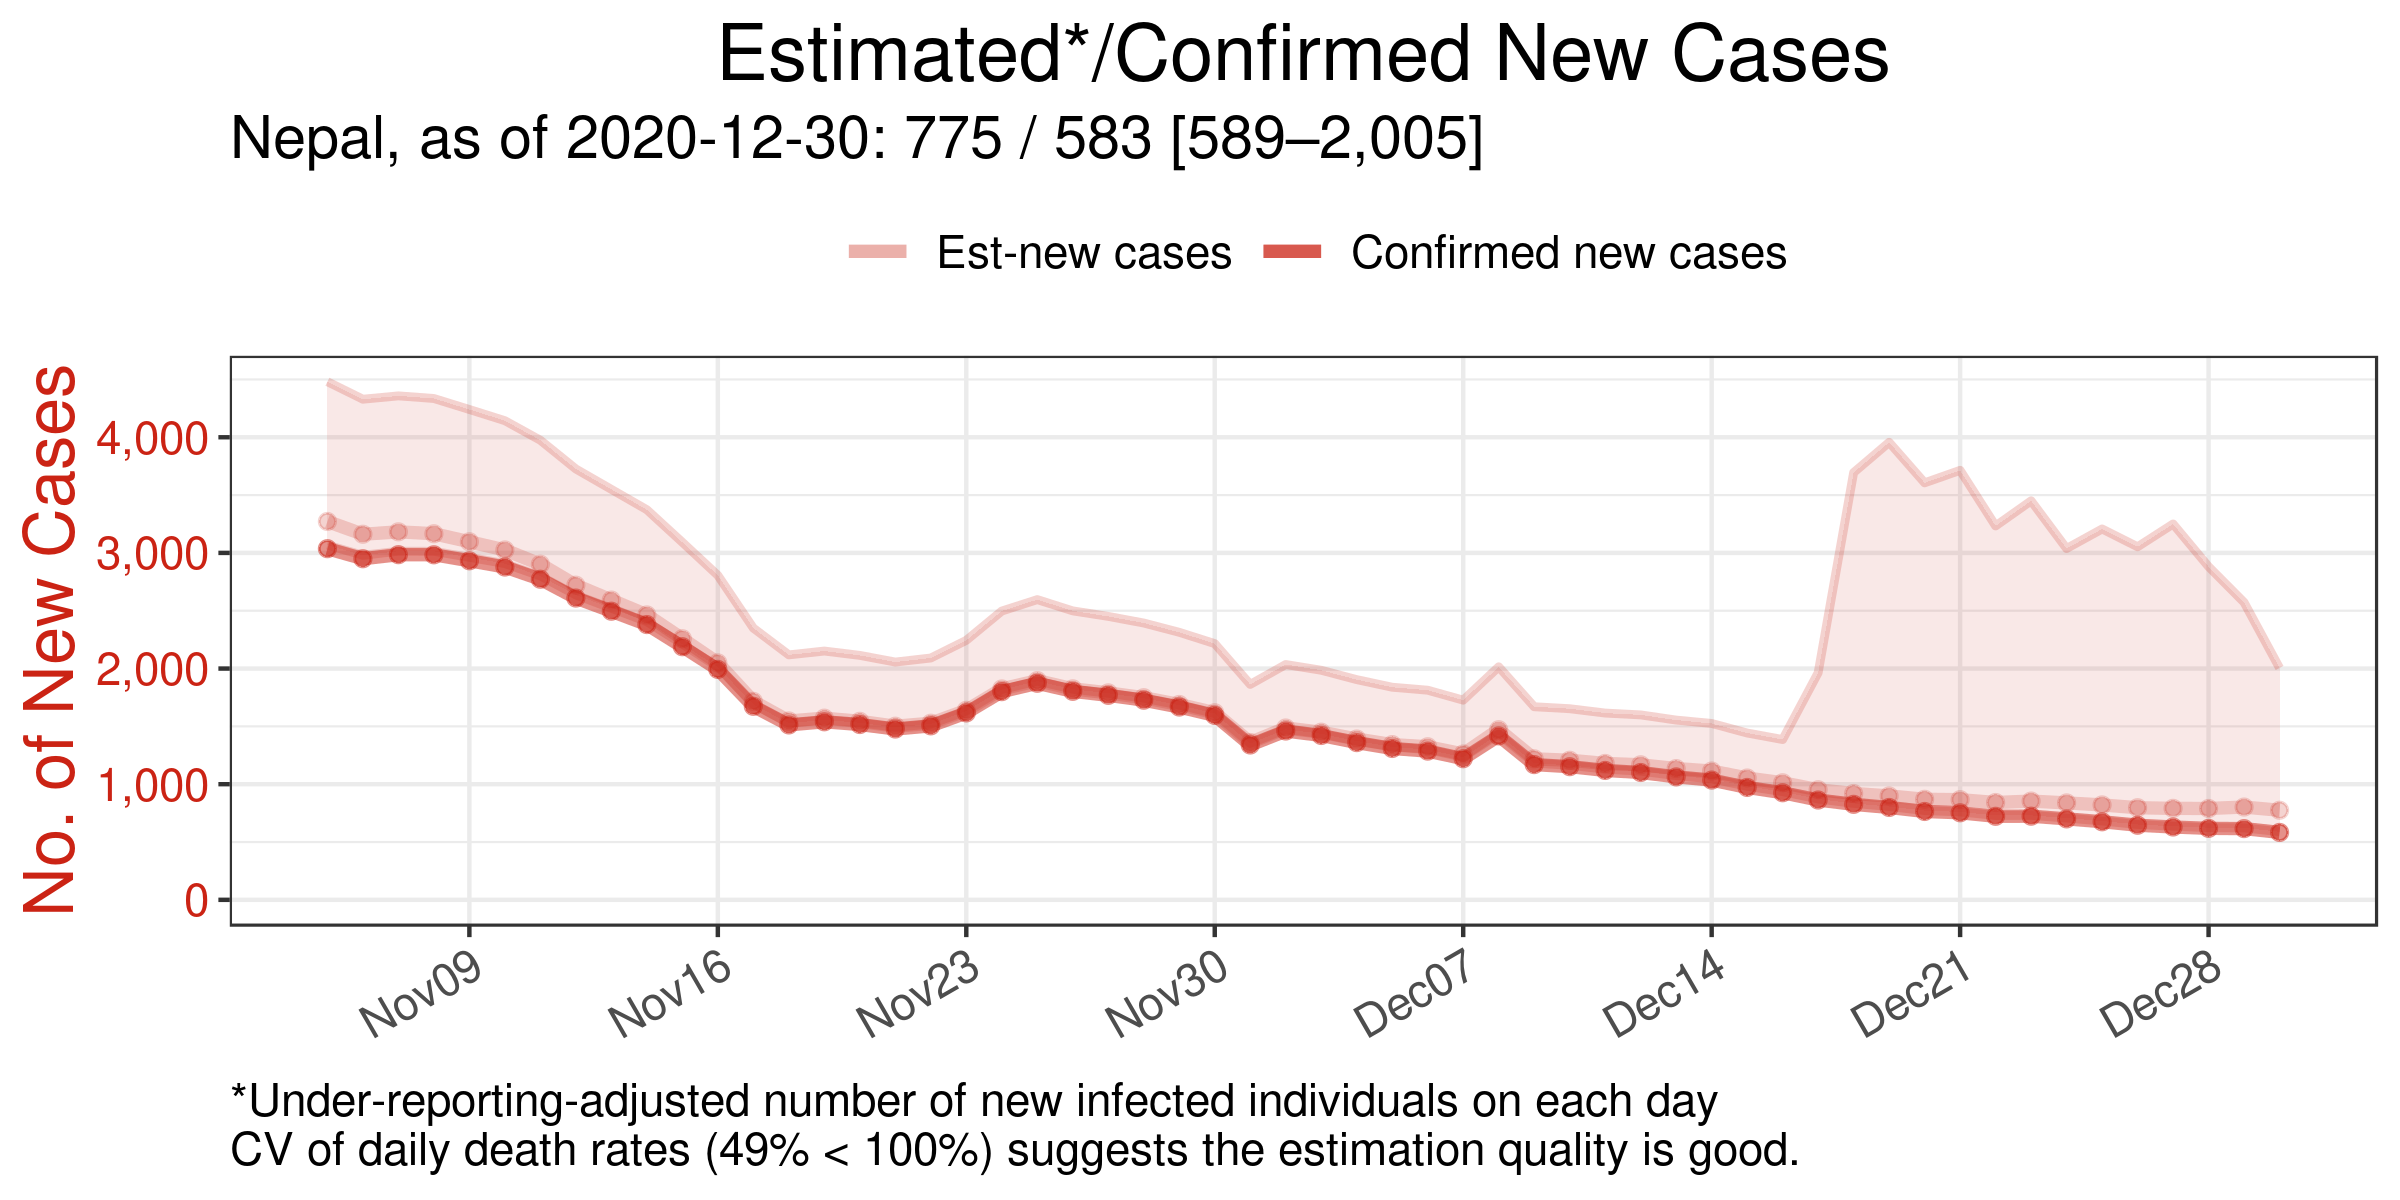 Estimated*/Confirmed New Cases
Nepal, as of 2020-12-30: 775 / 583 [589–2,005]
Est-new cases
Confirmed new cases
No. of New Cases
4,000
3,000
2,000
1,000
0
Nov09
Nov16
Nov23
Nov30
Dec07
Dec14
Dec21
Dec28
*Under-reporting-adjusted number of new infected individuals on each day
CV of daily death rates (49% < 100%) suggests the estimation quality is good.